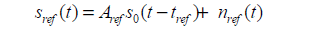 s_ref(t) = A_ref s_0(t − t_ref) + n_ref(t)